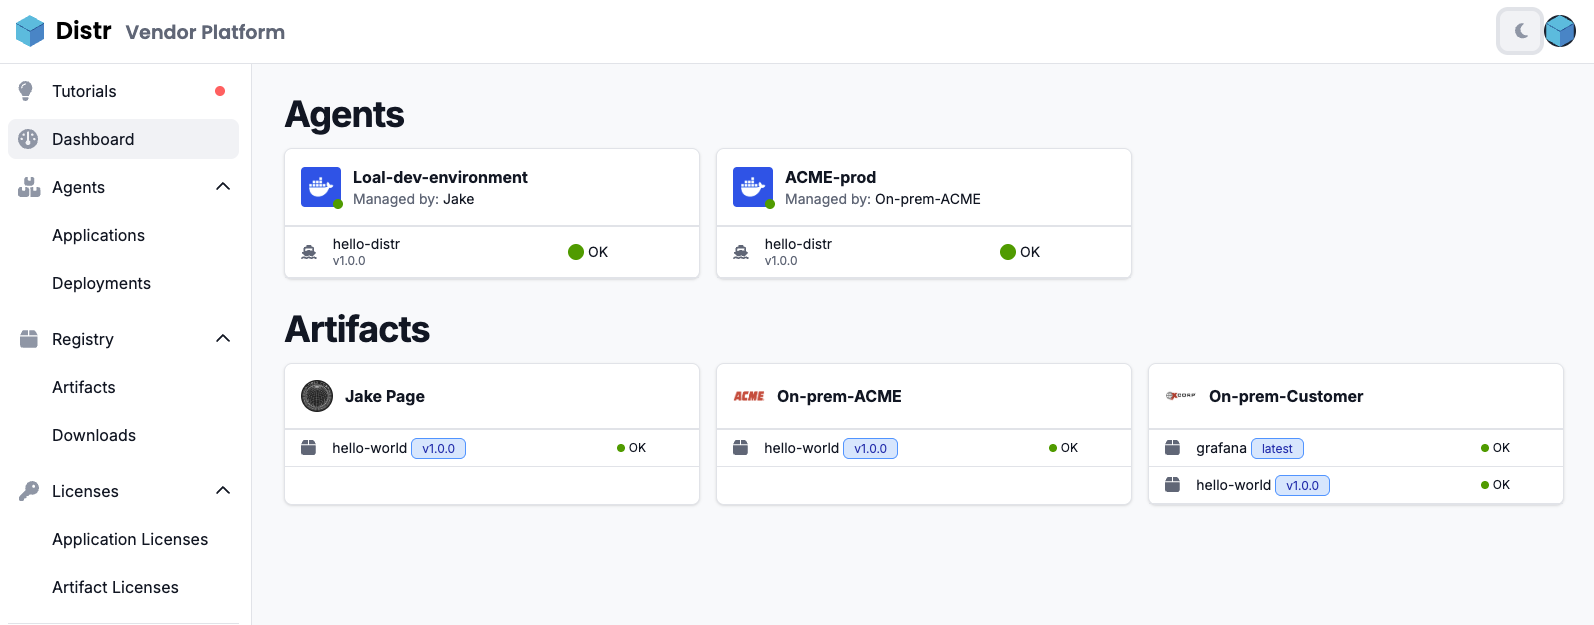 Distr Vendor Platform
Tutorials
Dashboard
Agents
Applications
Deployments
Registry
Artifacts
Downloads
Licenses
Application Licenses
Artifact Licenses
Agents
Loal-dev-environment
Managed by: Jake
hello-distr
v1.0.0
OK
ACME-prod
Managed by: On-prem-ACME
hello-distr
v1.0.0
OK
Artifacts
Jake Page
hello-world v1.0.0 OK
ACME On-prem-ACME
hello-world v1.0.0 OK
XCORP On-prem-Customer
grafana latest OK
hello-world v1.0.0 OK